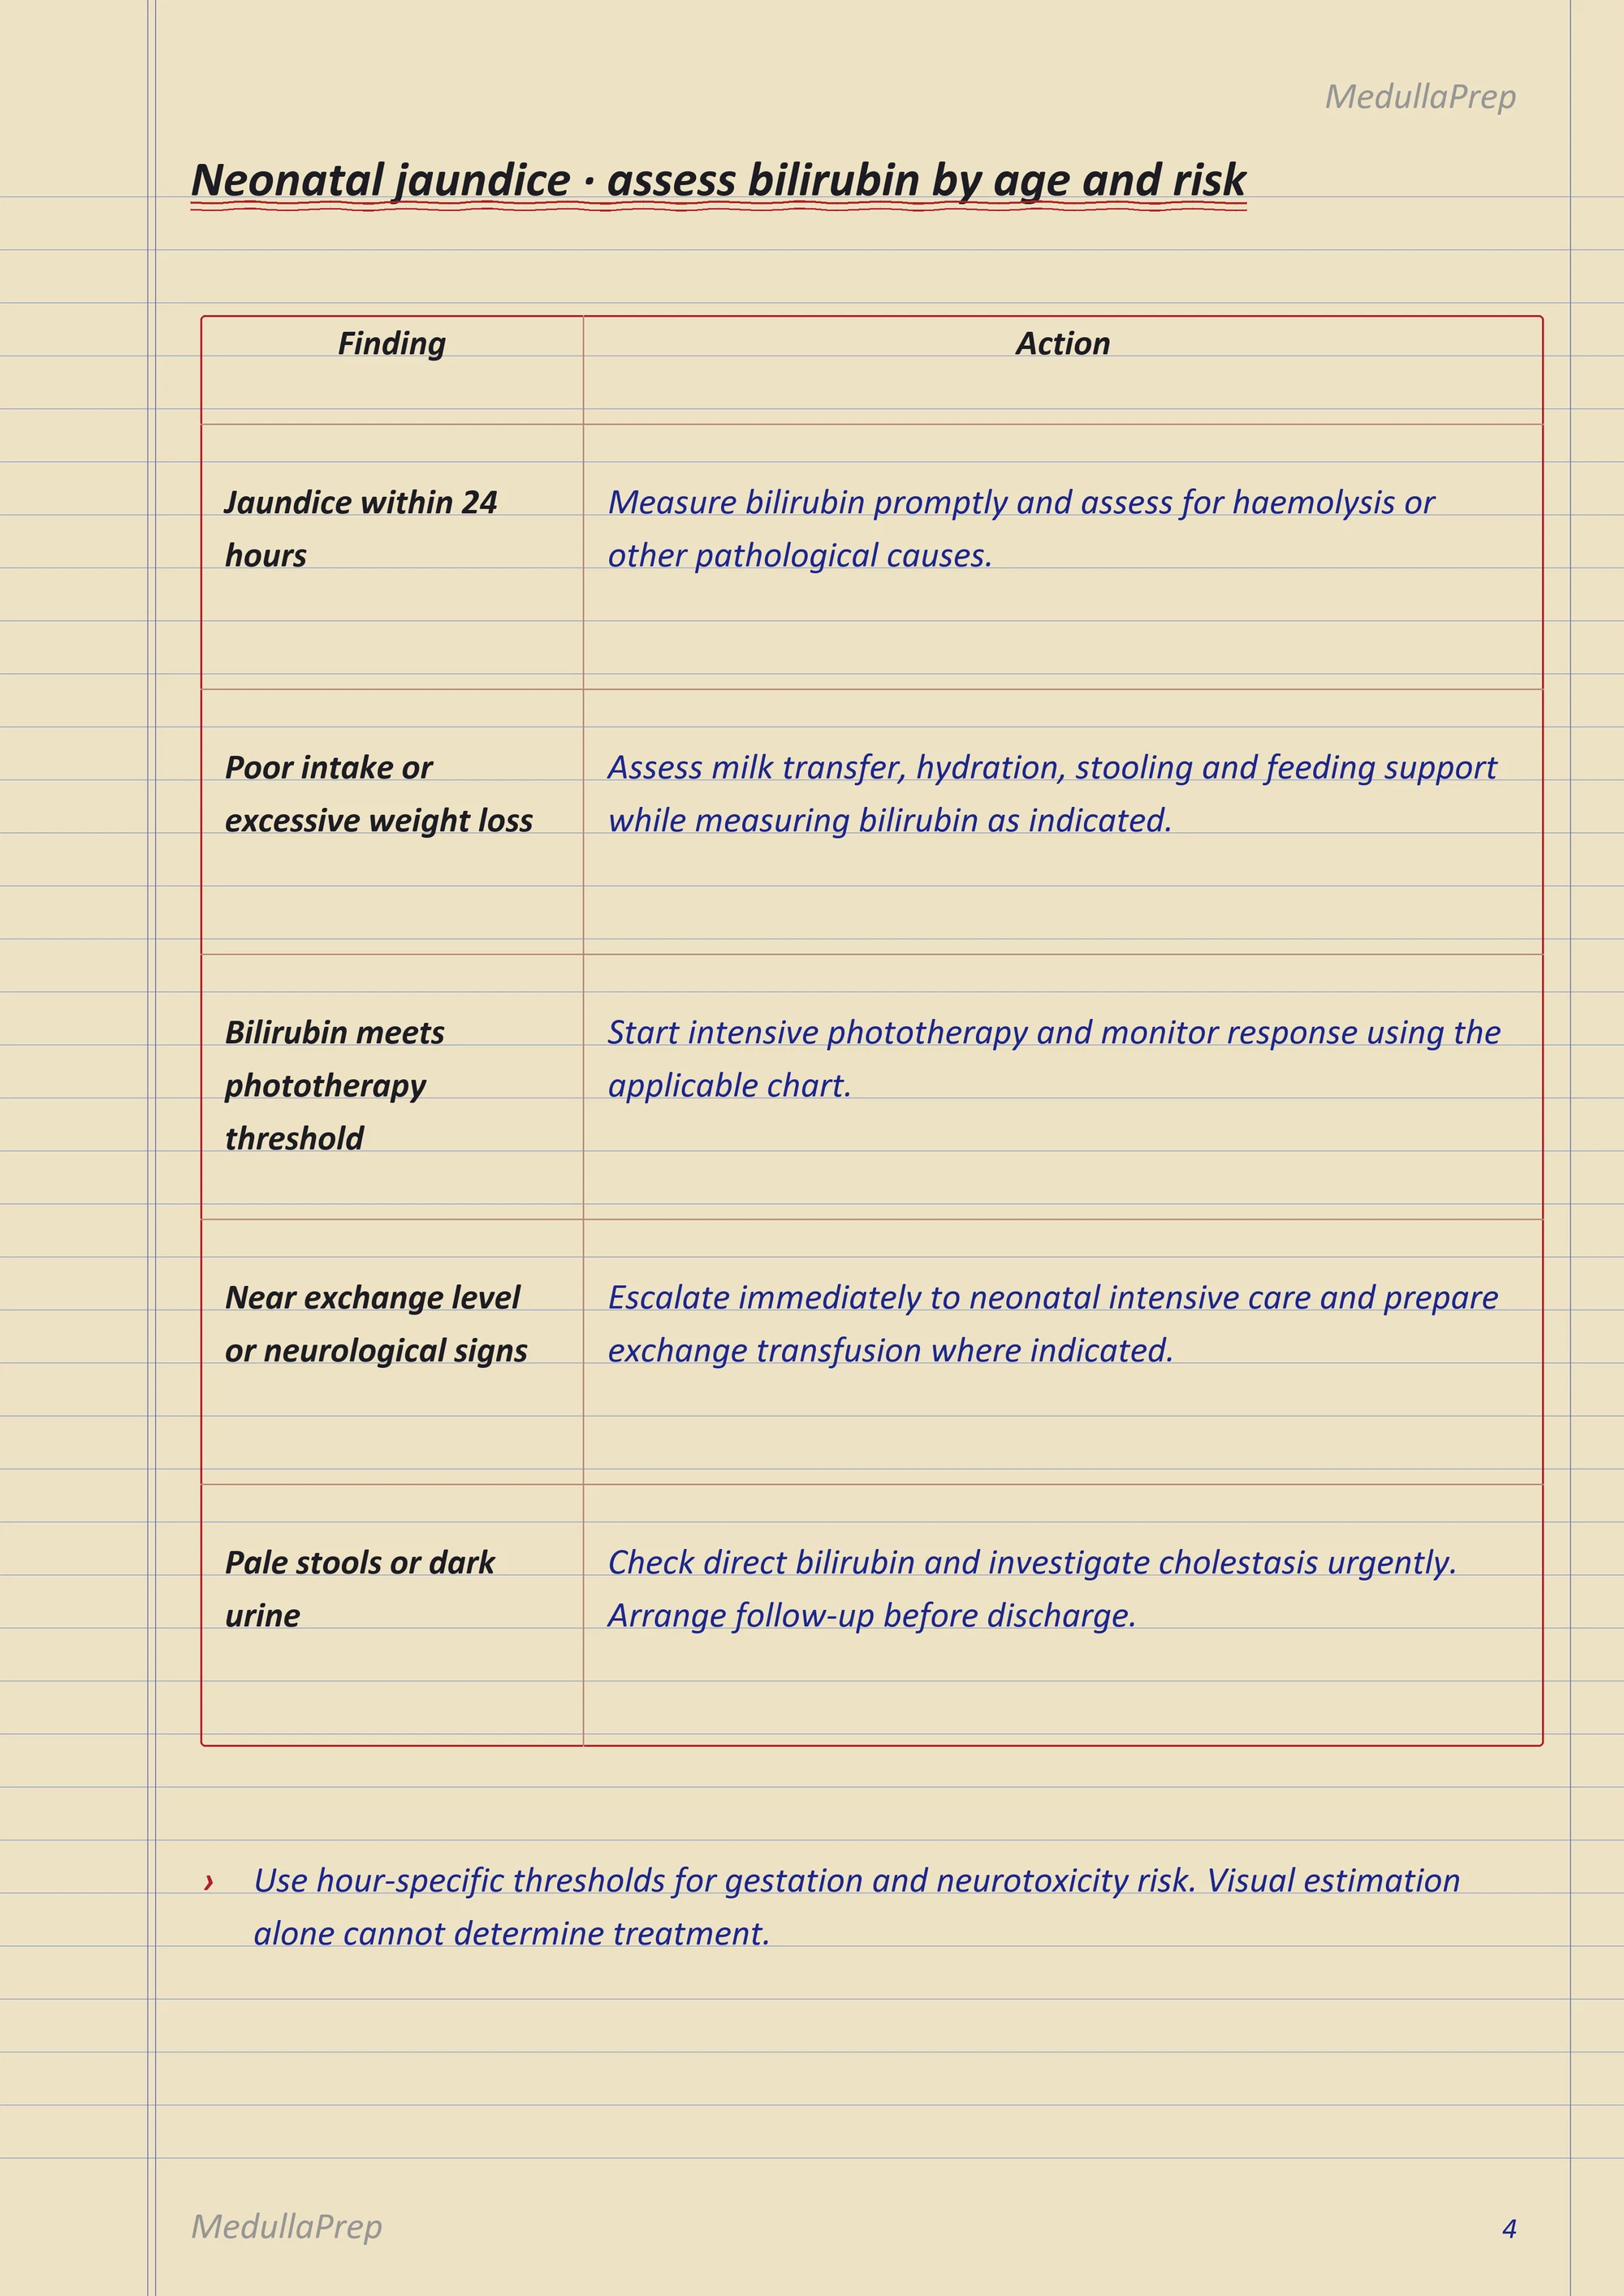 MedullaPrep
Neonatal jaundice · assess bilirubin by age and risk
Finding
Action
Jaundice within 24
hours
Measure bilirubin promptly and assess for haemolysis or
other pathological causes.
Poor intake or
excessive weight loss
Assess milk transfer, hydration, stooling and feeding support
while measuring bilirubin as indicated.
Bilirubin meets
phototherapy
threshold
Start intensive phototherapy and monitor response using the
applicable chart.
Near exchange level
or neurological signs
Escalate immediately to neonatal intensive care and prepare
exchange transfusion where indicated.
Pale stools or dark
urine
Check direct bilirubin and investigate cholestasis urgently.
Arrange follow-up before discharge.
› Use hour-specific thresholds for gestation and neurotoxicity risk. Visual estimation
alone cannot determine treatment.
MedullaPrep
4